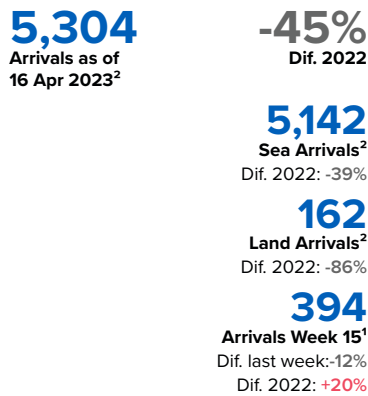 5,304
Arrivals as of
16 Apr 2023²
-45%
Dif. 2022
5,142
Sea Arrivals²
Dif. 2022: -39%
162
Land Arrivals²
Dif. 2022: -86%
394
Arrivals Week 15¹
Dif. last week:-12%
Dif. 2022: +20%